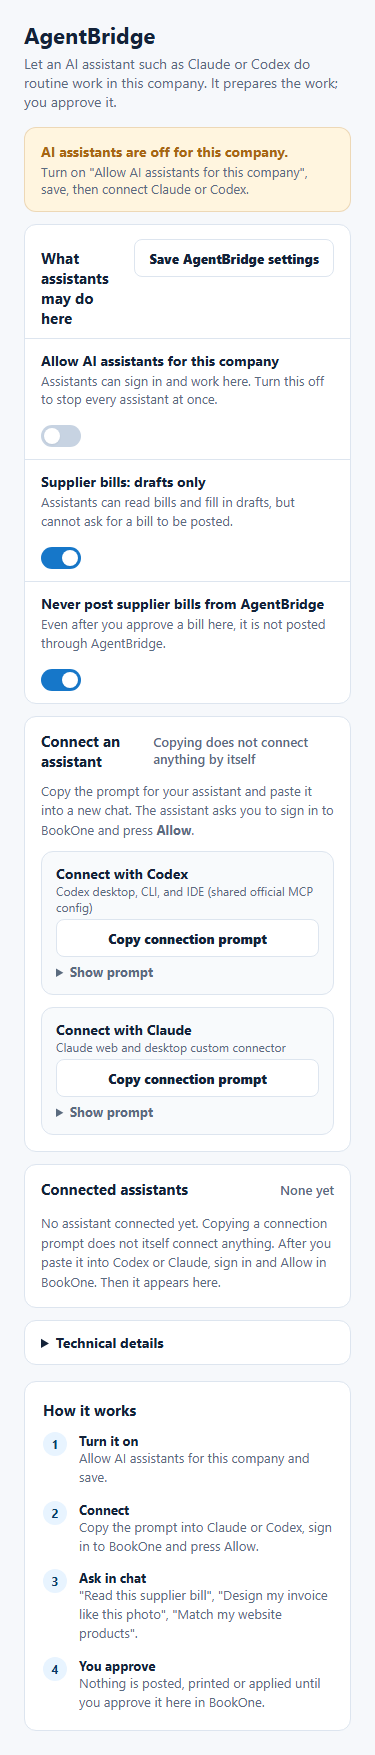 AgentBridge
Let an AI assistant such as Claude or Codex do
routine work in this company. It prepares the work;
you approve it.
AI assistants are off for this company.
Turn on "Allow AI assistants for this company",
save, then connect Claude or Codex.
What
assistants
may do
here
Save AgentBridge settings
Allow AI assistants for this company
Assistants can sign in and work here. Turn this off
to stop every assistant at once.
Supplier bills: drafts only
Assistants can read bills and fill in drafts, but
cannot ask for a bill to be posted.
Never post supplier bills from AgentBridge
Even after you approve a bill here, it is not posted
through AgentBridge.
Connect an
assistant
Copying does not connect
anything by itself
Copy the prompt for your assistant and paste it
into a new chat. The assistant asks you to sign in to
BookOne and press Allow.
Connect with Codex
Codex desktop, CLI, and IDE (shared official MCP
config)
Copy connection prompt
Show prompt
Connect with Claude
Claude web and desktop custom connector
Copy connection prompt
Show prompt
Connected assistants
None yet
No assistant connected yet. Copying a connection
prompt does not itself connect anything. After you
paste it into Codex or Claude, sign in and Allow in
BookOne. Then it appears here.
Technical details
How it works
1 Turn it on
Allow AI assistants for this company and
save.
2 Connect
Copy the prompt into Claude or Codex, sign
in to BookOne and press Allow.
3 Ask in chat
"Read this supplier bill", "Design my invoice
like this photo", "Match my website
products".
4 You approve
Nothing is posted, printed or applied until
you approve it here in BookOne.